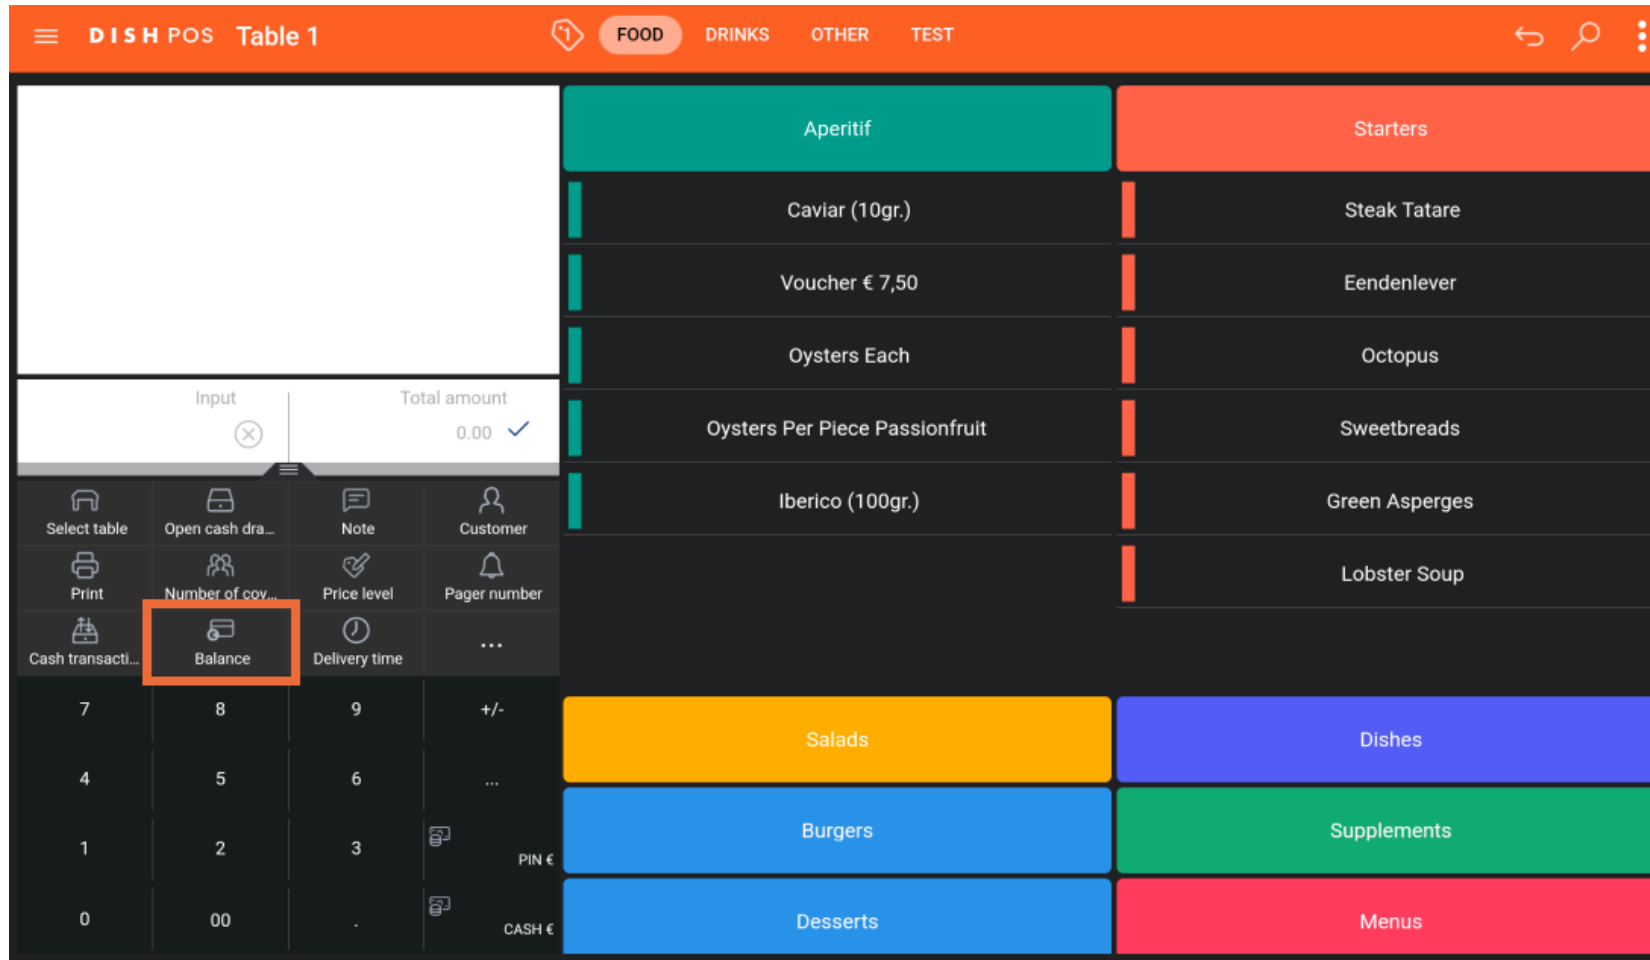 DISH POS Table 1
1 FOOD DRINKS OTHER TEST
Aperitif
Starters
Caviar (10gr.)
Steak Tatare
Voucher € 7,50
Eendenlever
Oysters Each
Octopus
Oysters Per Piece Passionfruit
Sweetbreads
Iberico (100gr.)
Green Asperges
Lobster Soup
Input
Total amount
0.00
Select table
Open cash dra...
Note
Customer
Print
Number of cov...
Price level
Pager number
Cash transacti...
Balance
Delivery time
...
7 8 9 +/-
4 5 6 ...
1 2 3 PIN €
0 00 . CASH €
Salads
Dishes
Burgers
Supplements
Desserts
Menus